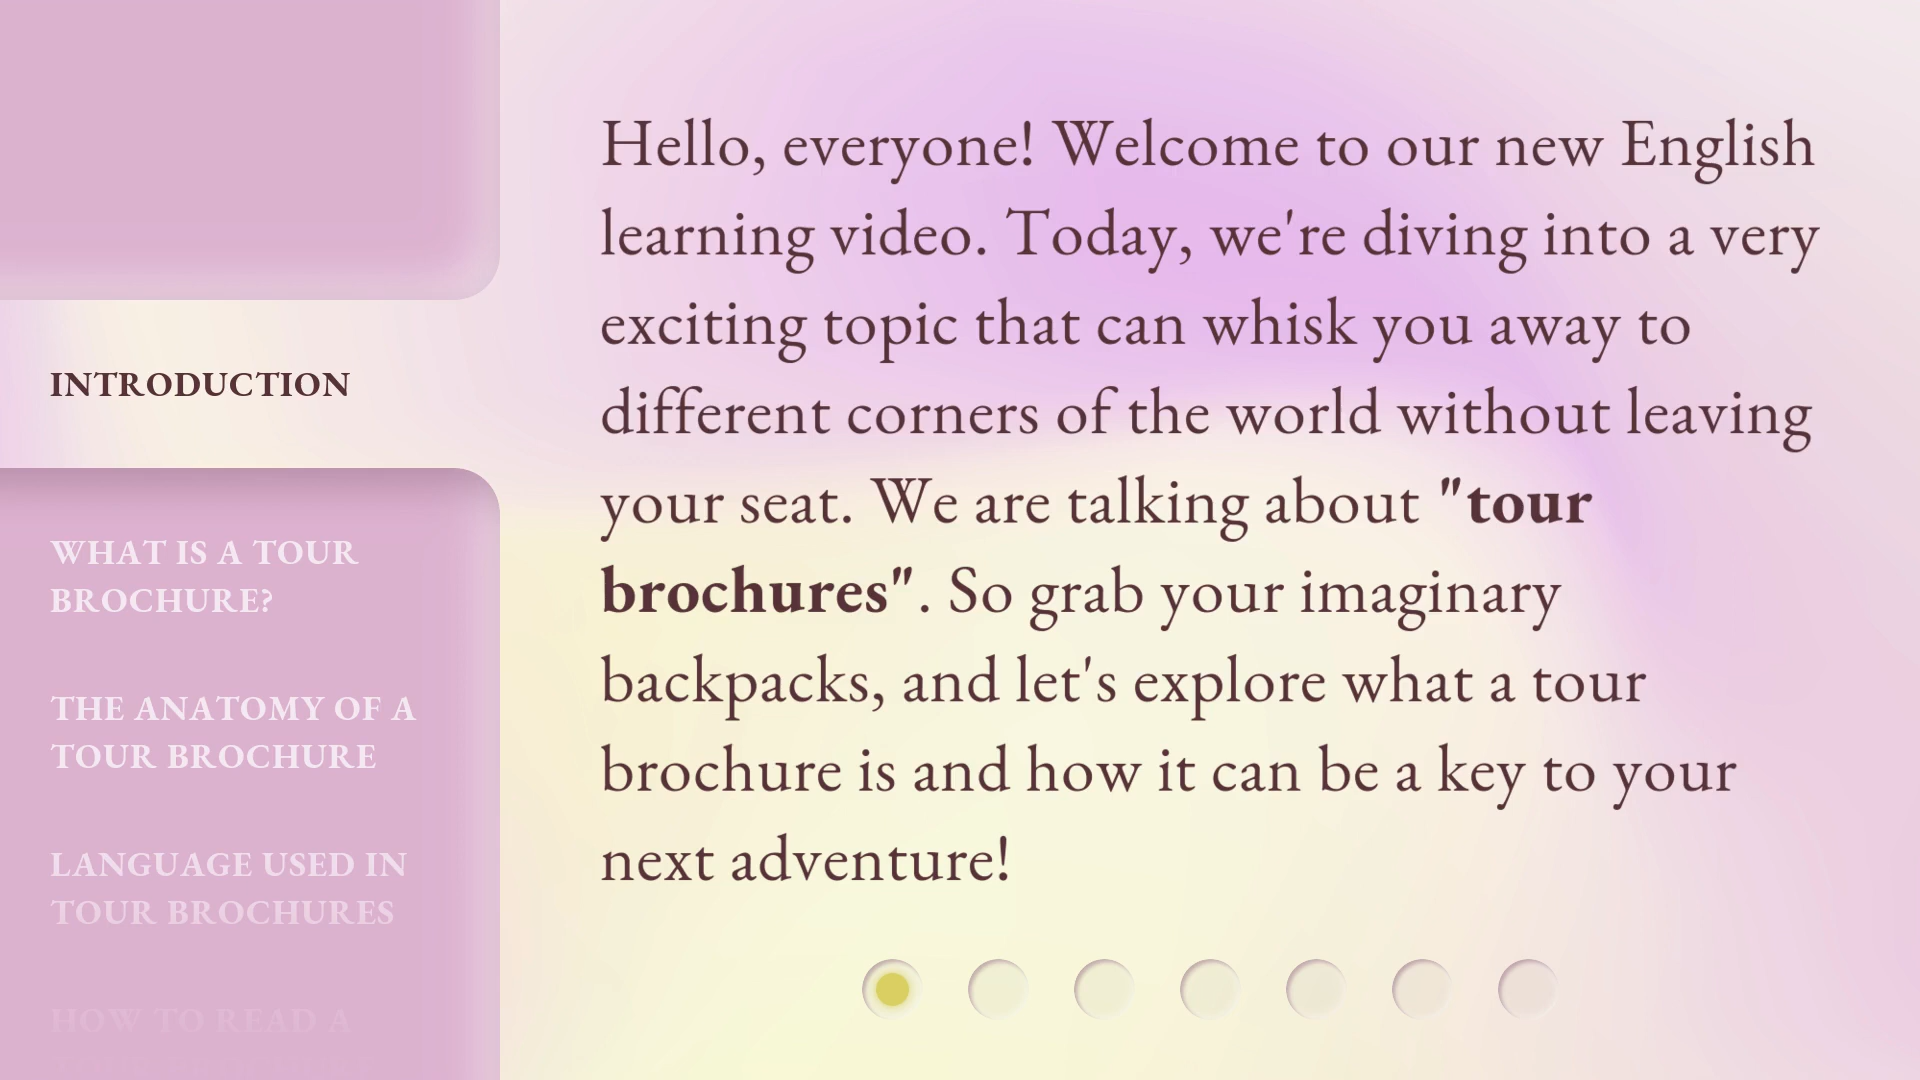 INTRODUCTION
WHAT IS A TOUR
BROCHURE?
THE ANATOMY OF A
TOUR BROCHURE
LANGUAGE USED IN
TOUR BROCHURES
HOW TO READ A
Hello, everyone! Welcome to our new English
learning video. Today, we're diving into a very
exciting topic that can whisk you away to
different corners of the world without leaving
your seat. We are talking about "tour
brochures". So grab your imaginary
backpacks, and let's explore what a tour
brochure is and how it can be a key to your
next adventure!